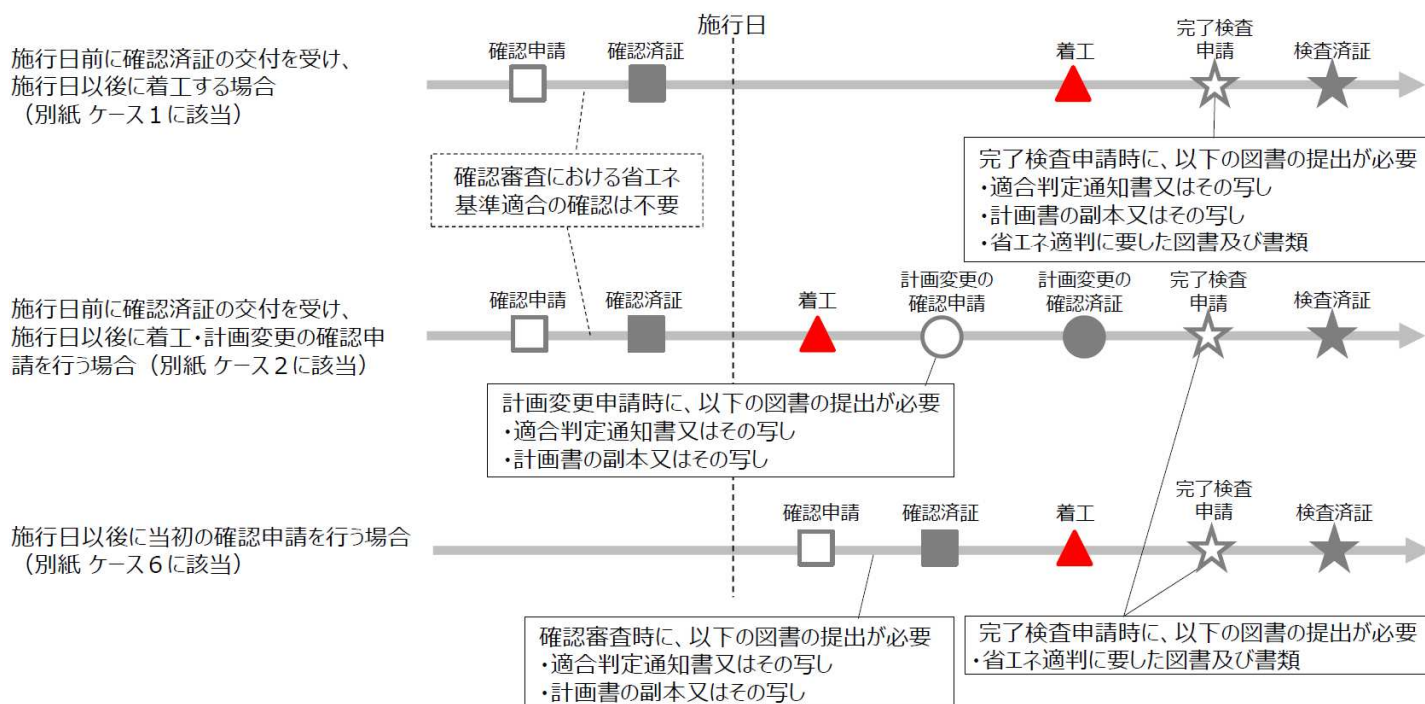 施行日
施行日前に確認済証の交付を受け、
施行日以後に着工する場合
（別紙 ケース１に該当）
確認申請
確認済証
着工
完了検査
申請
検査済証
確認審査における省エネ
基準適合の確認は不要
完了検査申請時に、以下の図書の提出が必要
・適合判定通知書又はその写し
・計画書の副本又はその写し
・省エネ適判に要した図書及び書類
施行日前に確認済証の交付を受け、
施行日以後に着工・計画変更の確認申
請を行う場合（別紙 ケース２に該当）
確認申請
確認済証
着工
計画変更の
確認申請
計画変更の
確認済証
完了検査
申請
検査済証
計画変更申請時に、以下の図書の提出が必要
・適合判定通知書又はその写し
・計画書の副本又はその写し
施行日以後に当初の確認申請を行う場合
（別紙 ケース６に該当）
確認申請
確認済証
着工
完了検査
申請
検査済証
確認審査時に、以下の図書の提出が必要
・適合判定通知書又はその写し
・計画書の副本又はその写し
完了検査申請時に、以下の図書の提出が必要
・省エネ適判に要した図書及び書類